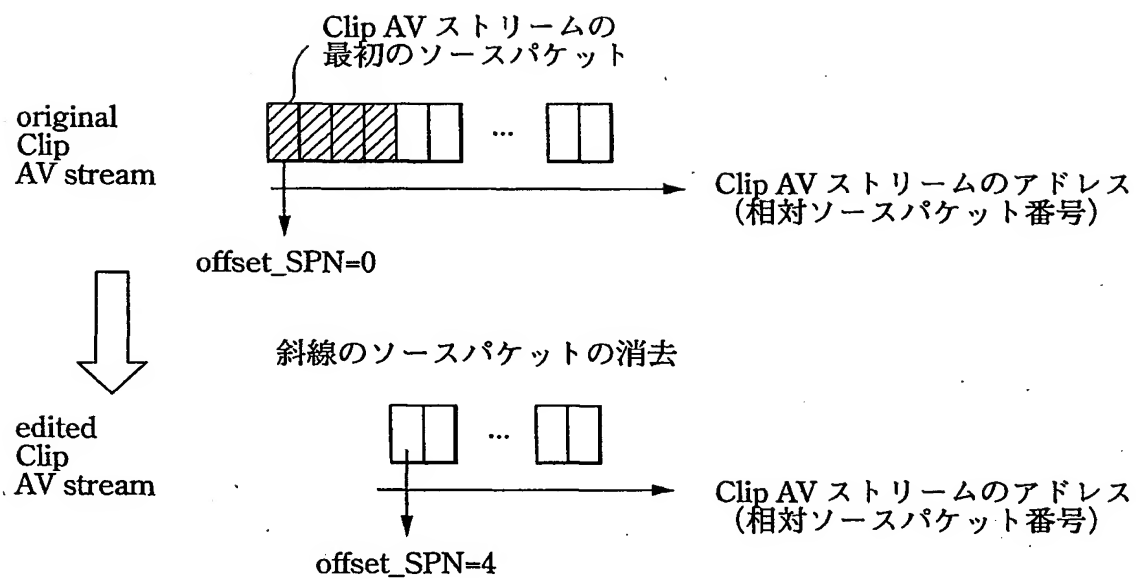 Clip AV ストリームの
最初のソースパケット
original
Clip
AV stream
...
Clip AV ストリームのアドレス
(相対ソースパケット番号)
offset_SPN=0
斜線のソースパケットの消去
edited
Clip
AV stream
...
Clip AV ストリームのアドレス
(相対ソースパケット番号)
offset_SPN=4